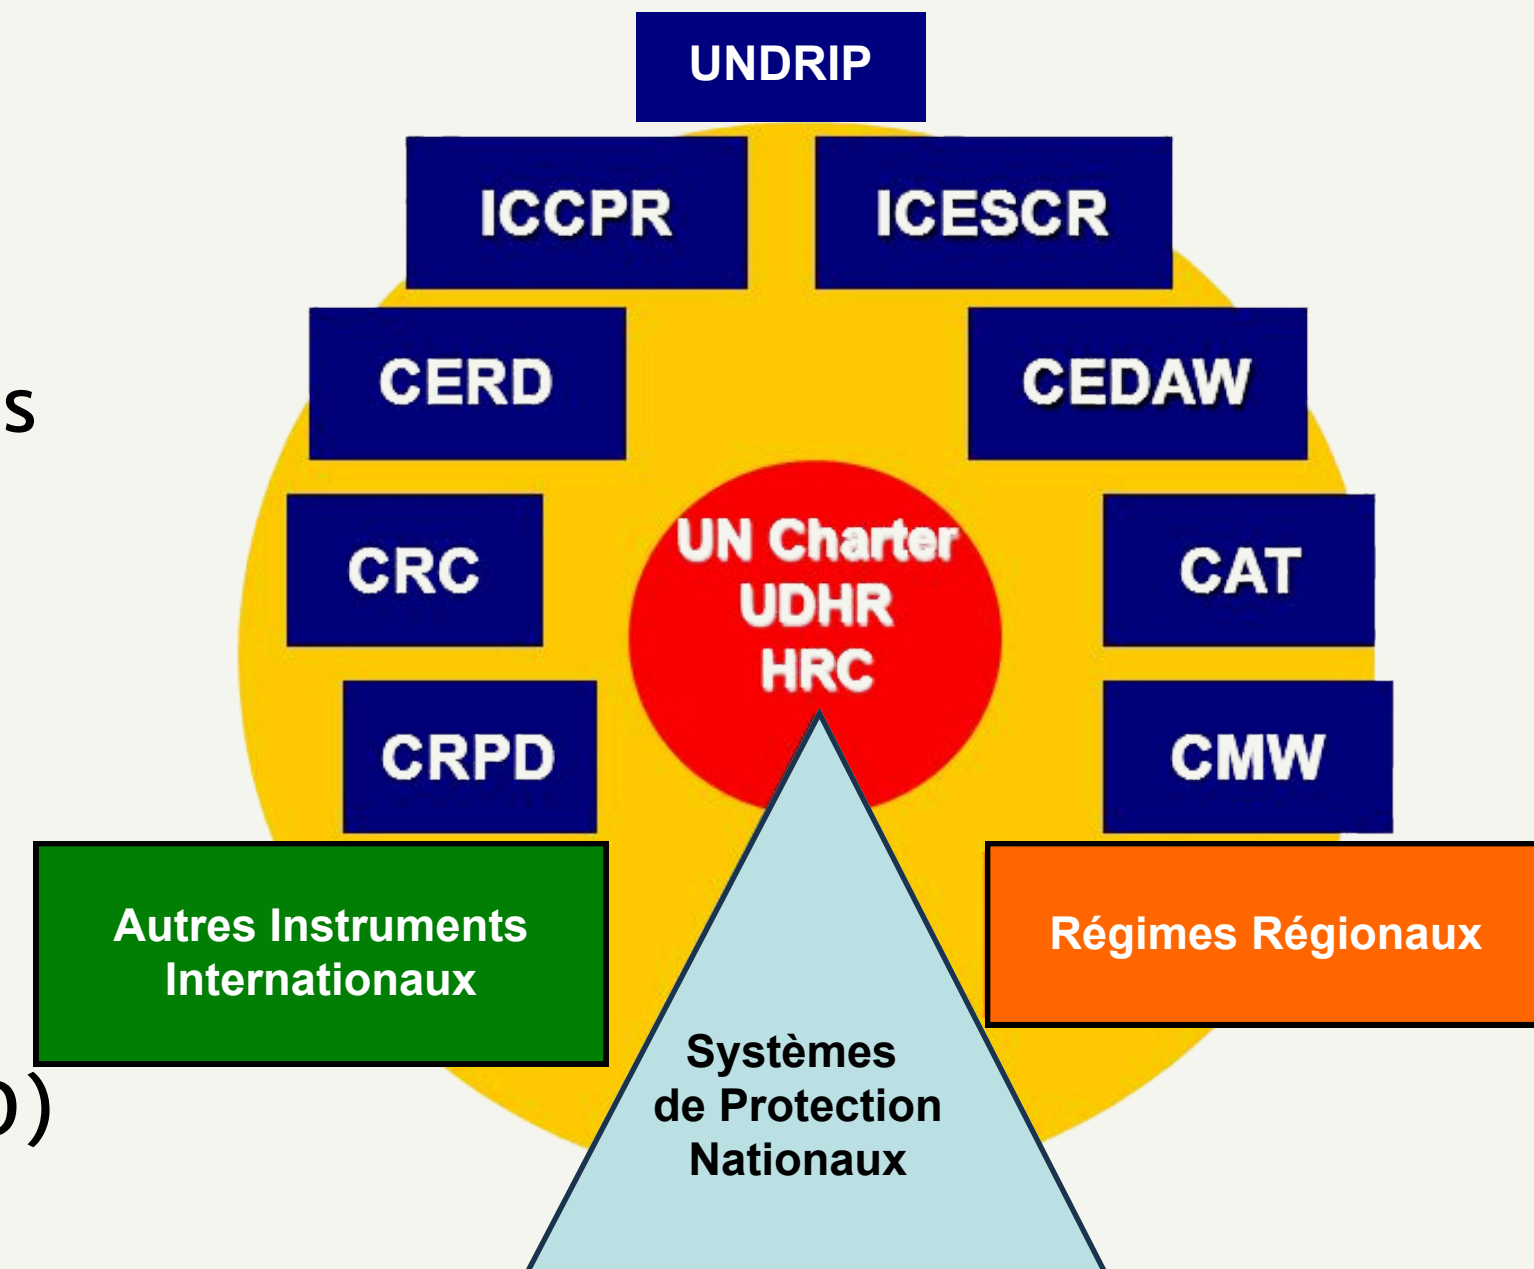 UNDRIP
ICCPR
ICESCR
CERD
CEDAW
s
UN Charter
UDHR
HRC
CRC
CAT
CRPD
CMW
Autres Instruments
Internationaux
Régimes Régionaux
Systèmes
de Protection
Nationaux
)